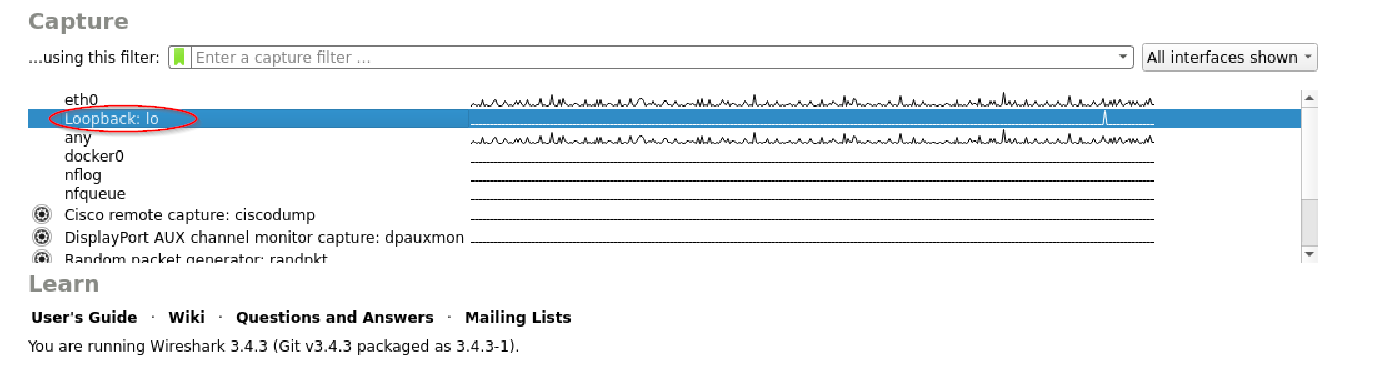 Capture
...using this filter: Enter a capture filter ... All interfaces shown
eth0
Loopback: lo
any
docker0
nflog
nfqueue
Cisco remote capture: ciscodump
DisplayPort AUX channel monitor capture: dpauxmon
Random packet generator: randpkt
Learn
User's Guide · Wiki · Questions and Answers · Mailing Lists
You are running Wireshark 3.4.3 (Git v3.4.3 packaged as 3.4.3-1).